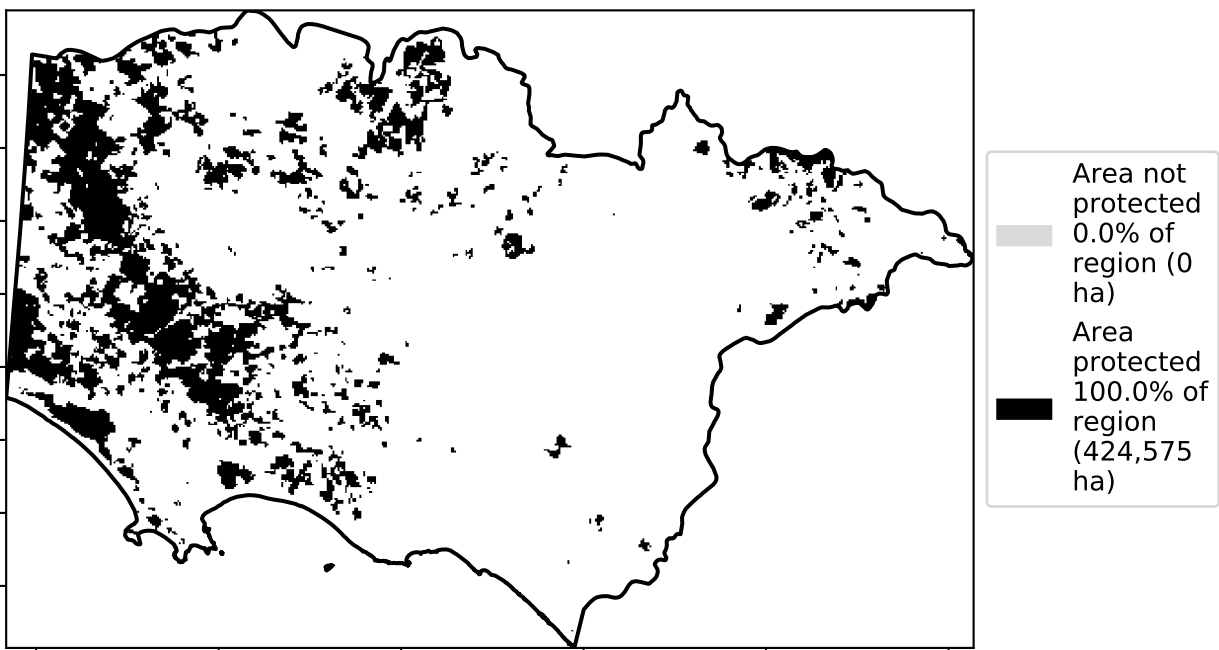 Area not
protected
0.0% of
region (0
ha)
Area
protected
100.0% of
region
(424,575
ha)